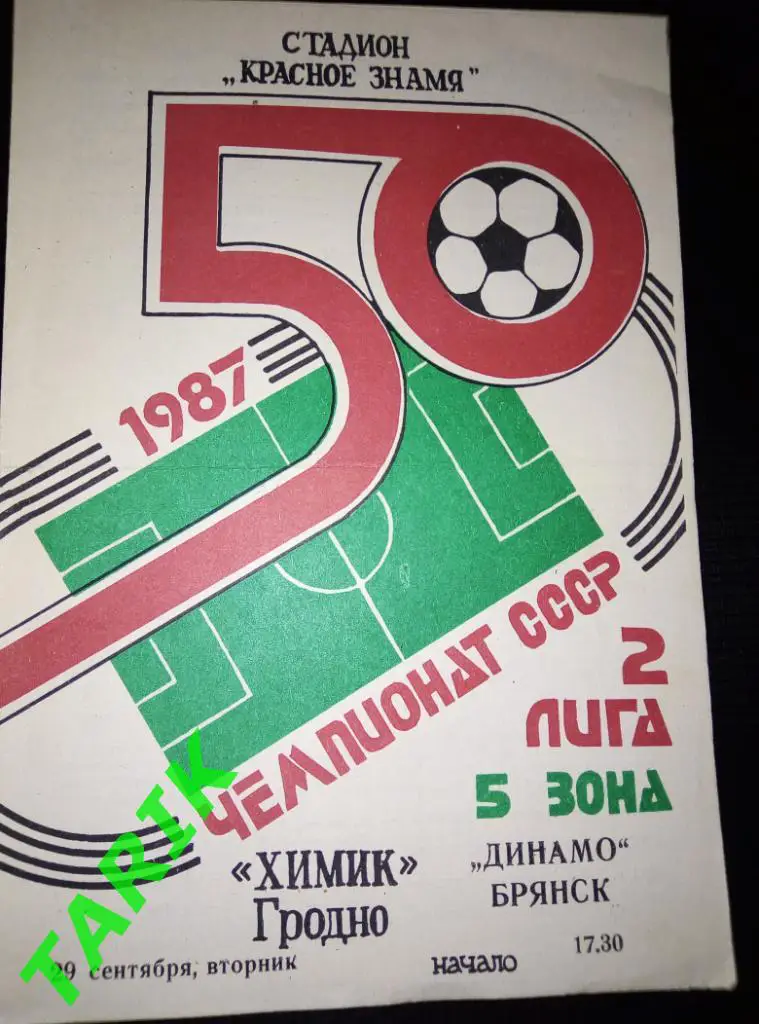 СТАДИОН
„КРАСНОЕ ЗНАМЯ"
50
1987
ЧЕМПИОНАТ СССР
2
ЛИГА
5 ЗОНА
«ХИМИК»
Гродно
„ДИНАМО"
БРЯНСК
29 сентября, вторник
начало
17.30
TARIK